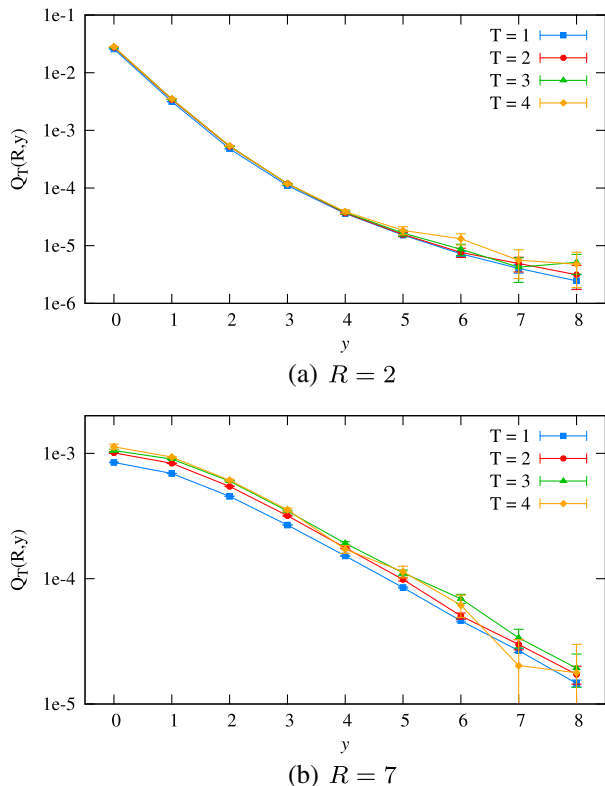 1e-1
1e-2
1e-3
1e-4
1e-5
1e-6
Q_T(R,y)
T = 1
T = 2
T = 3
T = 4
0 1 2 3 4 5 6 7 8
y
(a) R = 2
1e-3
1e-4
1e-5
Q_T(R,y)
T = 1
T = 2
T = 3
T = 4
0 1 2 3 4 5 6 7 8
y
(b) R = 7